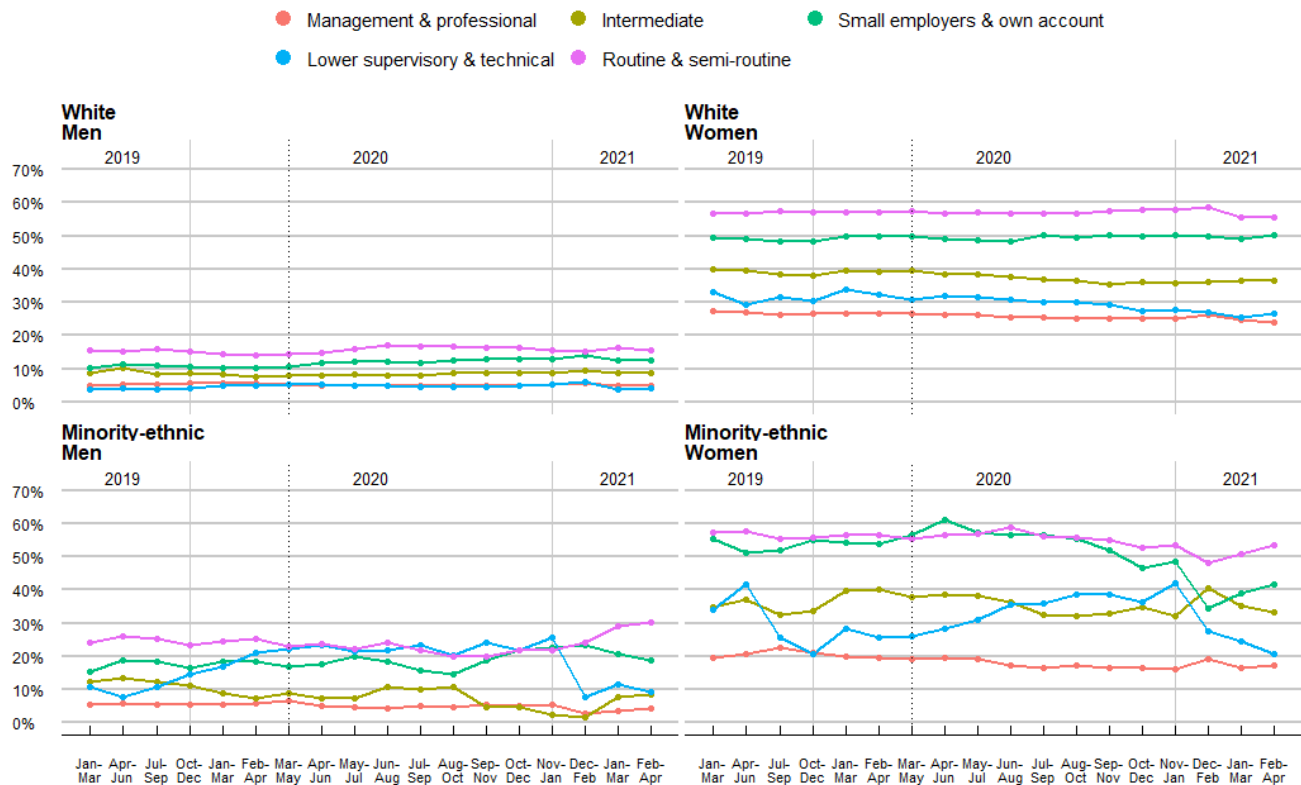 Management & professional
Intermediate
Small employers & own account
Lower supervisory & technical
Routine & semi-routine
White
Men
White
Women
2019
2020
2021
2019
2020
2021
70%
60%
50%
40%
30%
20%
10%
0%
Minority-ethnic
Men
Minority-ethnic
Women
2019
2020
2021
2019
2020
2021
70%
60%
50%
40%
30%
20%
10%
0%
Jan- Apr- Jul- Oct- Jan- Feb- Mar- Apr- May- Jun- Jul- Aug- Sep- Oct- Nov- Dec- Jan- Feb-
Mar Jun Sep Dec Mar Apr May Jun Jul Aug Sep Oct Nov Dec Jan Feb Mar Apr
Jan- Apr- Jul- Oct- Jan- Feb- Mar- Apr- May- Jun- Jul- Aug- Sep- Oct- Nov- Dec- Jan- Feb-
Mar Jun Sep Dec Mar Apr May Jun Jul Aug Sep Oct Nov Dec Jan Feb Mar Apr